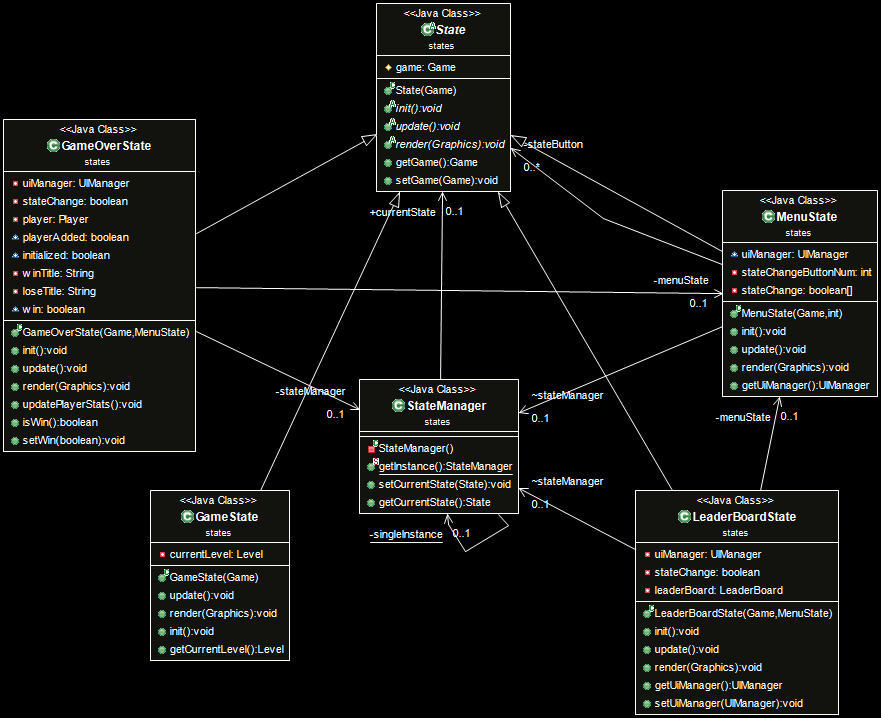 <<Java Class>>
State
states
game: Game
State(Game)
init():void
update():void
render(Graphics):void
getGame():Game
setGame(Game):void
<<Java Class>>
GameOverState
states
uiManager: UIManager
stateChange: boolean
player: Player
playerAdded: boolean
initialized: boolean
winTitle: String
loseTitle: String
win: boolean
GameOverState(Game,MenuState)
init():void
update():void
render(Graphics):void
updatePlayerStats():void
isWin():boolean
setWin(boolean):void
~stateButton
0..*
+currentState
0..1
<<Java Class>>
MenuState
states
uiManager: UIManager
stateChangeButtonNum: int
stateChange: boolean[]
MenuState(Game,int)
init():void
update():void
render(Graphics):void
getUiManager():UIManager
-menuState
0..1
-stateManager
0..1
<<Java Class>>
StateManager
states
StateManager()
getInstance():StateManager
setCurrentState(State):void
getCurrentState():State
~stateManager
0..1
-menuState
0..1
~stateManager
0..1
-singleInstance
0..1
<<Java Class>>
GameState
states
currentLevel: Level
GameState(Game)
update():void
render(Graphics):void
init():void
getCurrentLevel():Level
<<Java Class>>
LeaderBoardState
states
uiManager: UIManager
stateChange: boolean
leaderBoard: LeaderBoard
LeaderBoardState(Game,MenuState)
init():void
update():void
render(Graphics):void
getUiManager():UIManager
setUiManager(UIManager):void